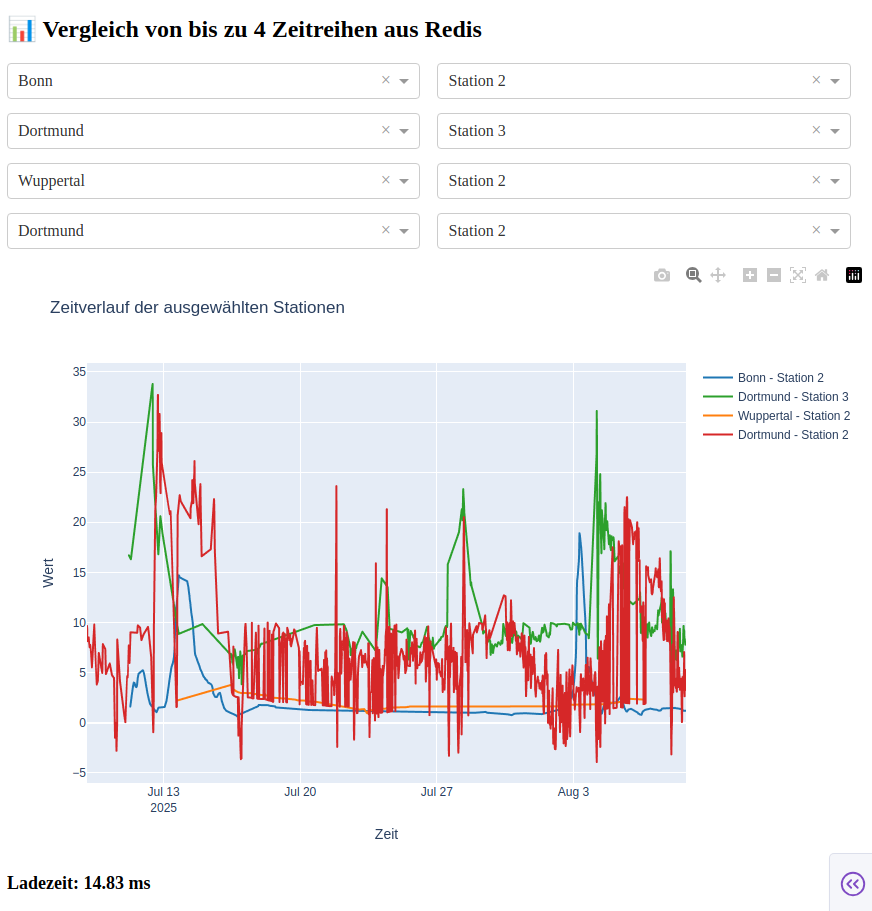 📊 Vergleich von bis zu 4 Zeitreihen aus Redis
Bonn × Station 2 ×
Dortmund × Station 3 ×
Wuppertal × Station 2 ×
Dortmund × Station 2 ×
Zeitverlauf der ausgewählten Stationen
35
30
25
20
15
10
5
0
−5
Wert
Jul 13
2025
Jul 20
Jul 27
Aug 3
Zeit
Bonn - Station 2
Dortmund - Station 3
Wuppertal - Station 2
Dortmund - Station 2
Ladezeit: 14.83 ms